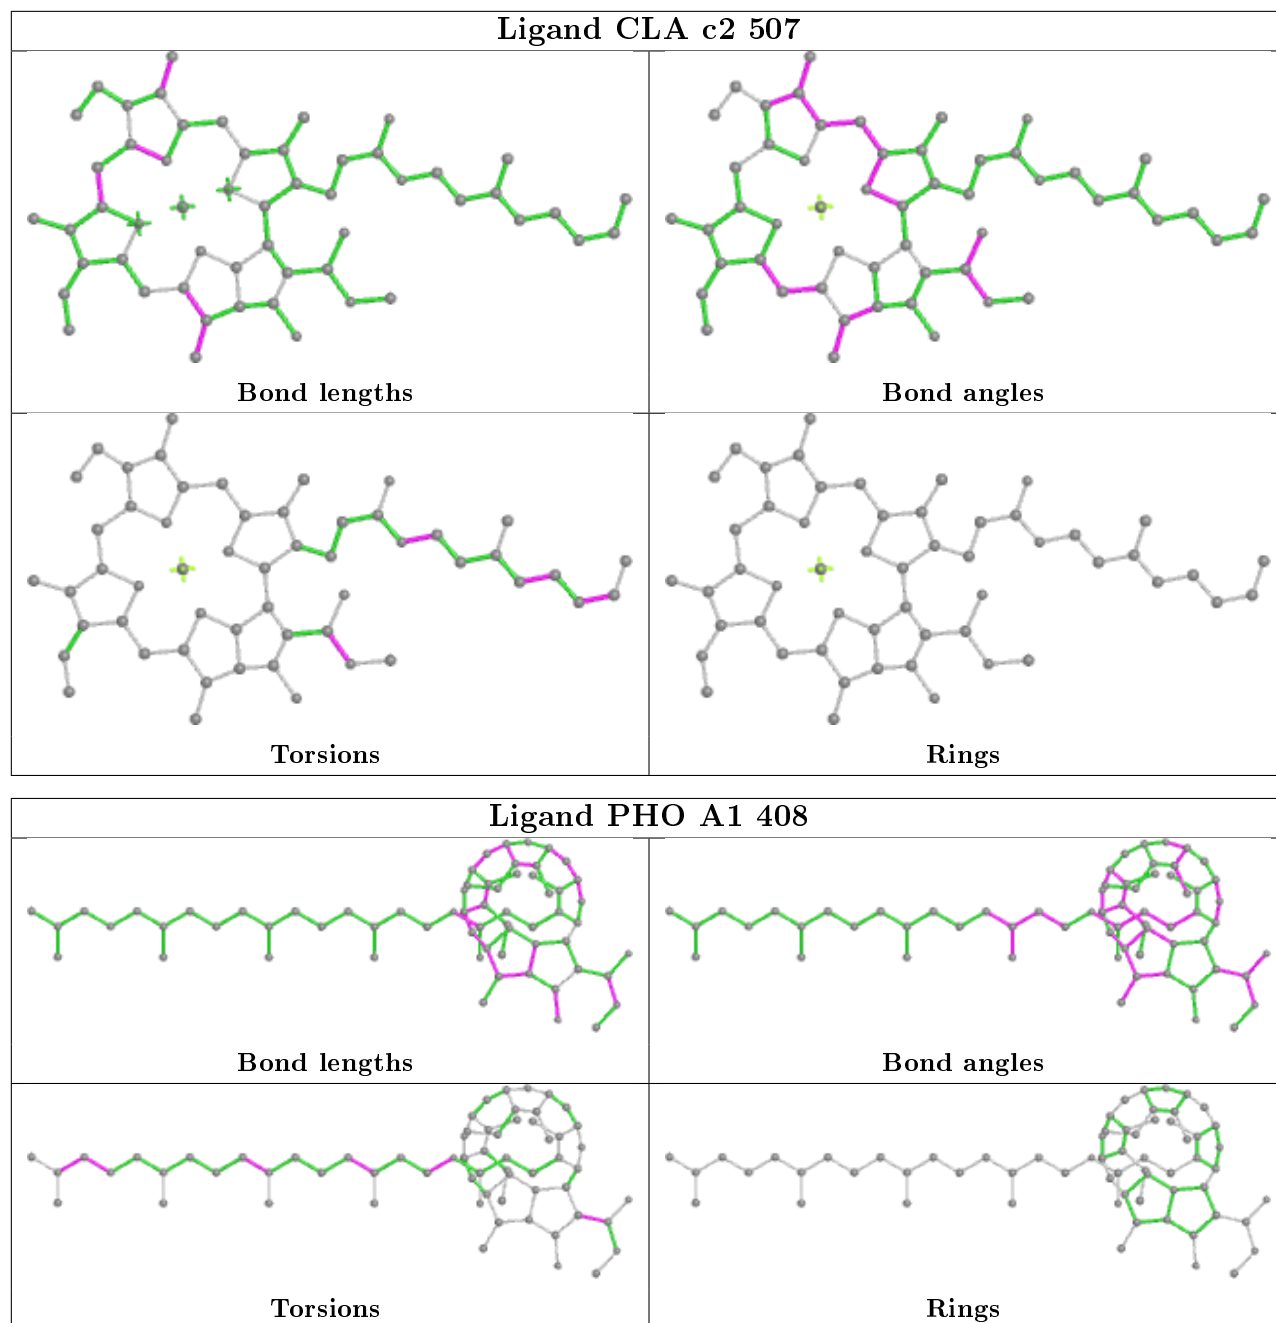 Ligand CLA c2 507
Bond lengths
Bond angles
Torsions
Rings
Ligand PHO A1 408
Bond lengths
Bond angles
Torsions
Rings